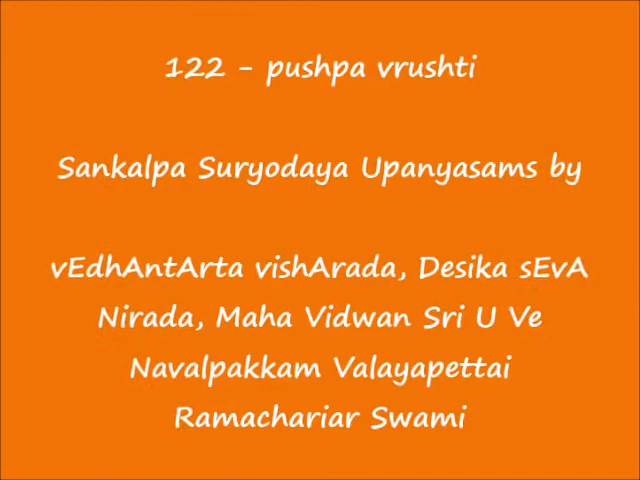 122 - pushpa vrushti
Sankalpa Suryodaya Upanyasams by
vEdhAntArta vishArada, Desika sEvA
Nirada, Maha Vidwan Sri U Ve
Navalpakkam Valayapettai
Ramachariar Swami